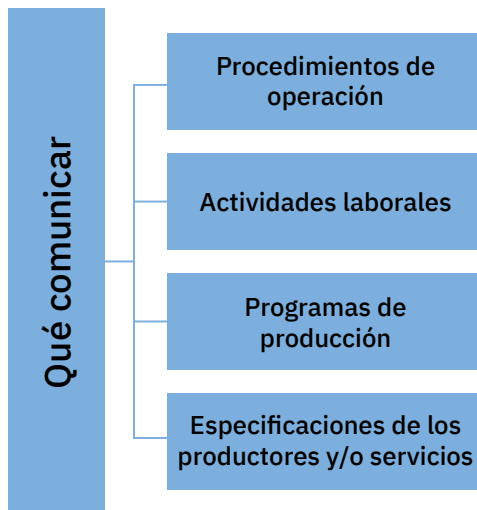 Qué comunicar
Procedimientos de
operación
Actividades laborales
Programas de
producción
Especificaciones de los
productores y/o servicios